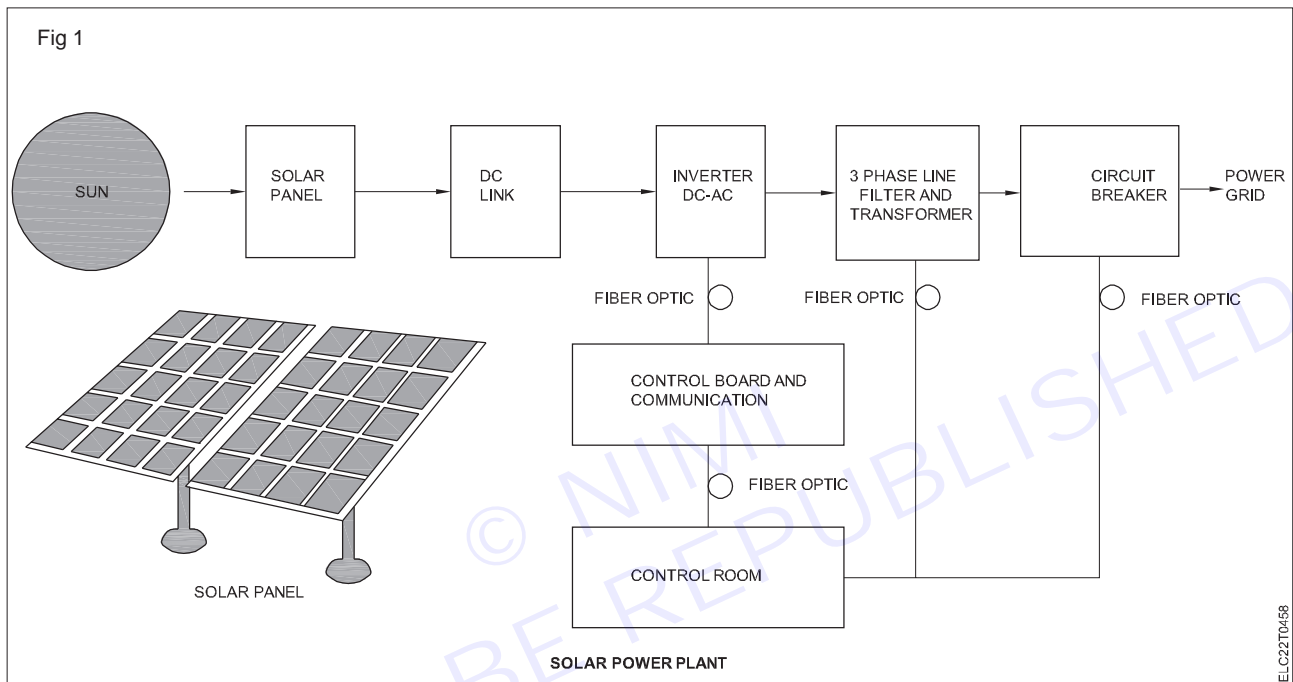 Fig 1
SUN
SOLAR
PANEL
DC
LINK
INVERTER
DC-AC
3 PHASE LINE
FILTER AND
TRANSFORMER
CIRCUIT
BREAKER
POWER
GRID
FIBER OPTIC
FIBER OPTIC
FIBER OPTIC
CONTROL BOARD AND
COMMUNICATION
FIBER OPTIC
CONTROL ROOM
SOLAR PANEL
SOLAR POWER PLANT
ELC22T0458
© NIMI
BE REPUBLISHED